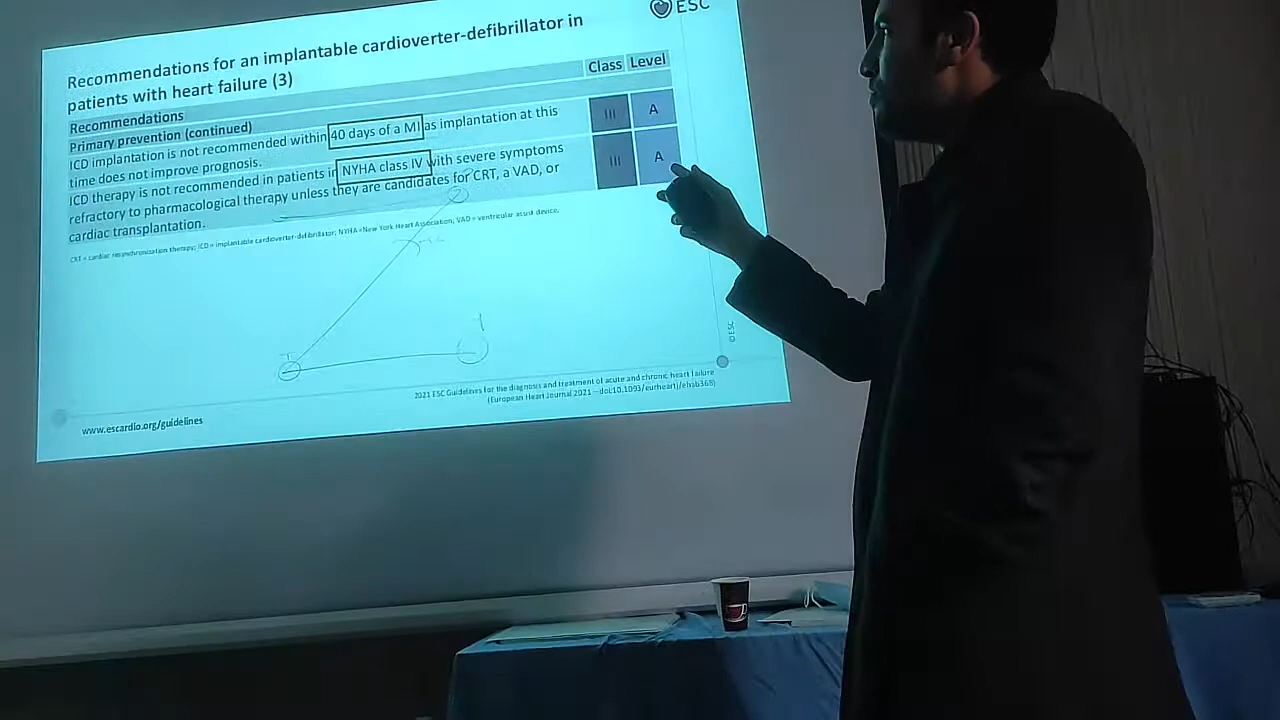 ESC
Recommendations for an implantable cardioverter-defibrillator in
patients with heart failure (3)
Recommendations Class Level
Primary prevention (continued)
ICD implantation is not recommended within 40 days of a MI as implantation at this III A
time does not improve prognosis.
ICD therapy is not recommended in patients in NYHA class IV with severe symptoms III A
refractory to pharmacological therapy unless they are candidates for CRT, a VAD, or
cardiac transplantation.
CRT = cardiac resynchronization therapy; ICD = implantable cardioverter-defibrillator; NYHA = New York Heart Association; VAD = ventricular assist device.
©ESC
2021 ESC Guidelines for the diagnosis and treatment of acute and chronic heart failure
(European Heart Journal 2021 – doi:10.1093/eurheartj/ehab368)
www.escardio.org/guidelines